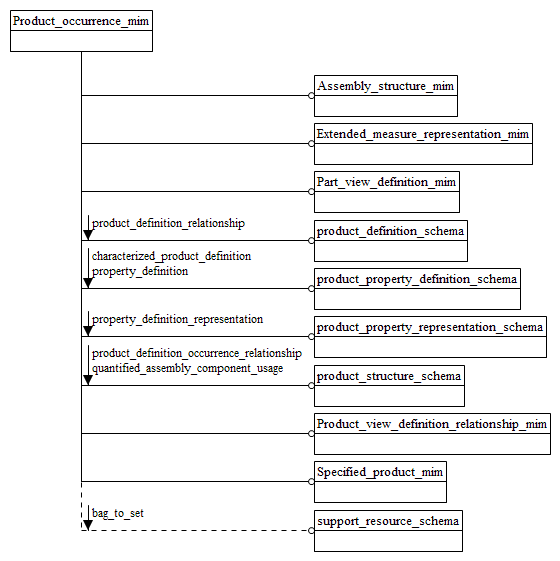 Product_occurrence_mim
Assembly_structure_mim
Extended_measure_representation_mim
Part_view_definition_mim
product_definition_relationship
product_definition_schema
characterized_product_definition
property_definition
product_property_definition_schema
property_definition_representation
product_property_representation_schema
product_definition_occurrence_relationship
quantified_assembly_component_usage
product_structure_schema
Product_view_definition_relationship_mim
Specified_product_mim
bag_to_set
support_resource_schema